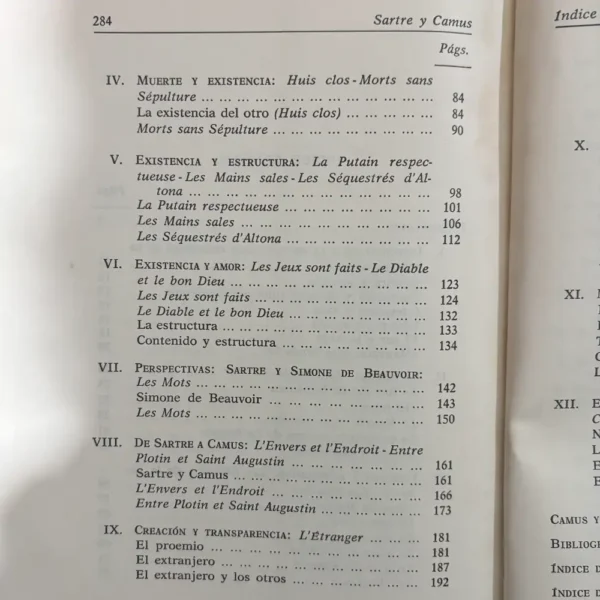 284 Sartre y Camus
Págs.
IV. MUERTE Y EXISTENCIA: Huis clos - Morts sans
Sépulture ... ... ... ... ... ... ... ... ... ... ... ... ... 84
La existencia del otro (Huis clos) ... ... ... ... ... 84
Morts sans Sépulture ... ... ... ... ... ... ... ... ... 90
V. EXISTENCIA Y ESTRUCTURA: La Putain respec-
tueuse - Les Mains sales - Les Séquestrés d'Al-
tona ... ... ... ... ... ... ... ... ... ... ... ... ... 98
La Putain respectueuse ... ... ... ... ... ... ... ... 101
Les Mains sales ... ... ... ... ... ... ... ... ... ... ... 106
Les Séquestrés d'Altona ... ... ... ... ... ... ... ... 112
VI. EXISTENCIA Y AMOR: Les Jeux sont faits - Le Diable
et le bon Dieu ... ... ... ... ... ... ... ... ... ... ... 123
Les Jeux sont faits ... ... ... ... ... ... ... ... ... ... 124
Le Diable et le bon Dieu ... ... ... ... ... ... ... ... 132
La estructura ... ... ... ... ... ... ... ... ... ... ... ... 133
Contenido y estructura ... ... ... ... ... ... ... ... 134
VII. PERSPECTIVAS: SARTRE Y SIMONE DE BEAUVOIR:
Les Mots ... ... ... ... ... ... ... ... ... ... ... ... ... 142
Simone de Beauvoir ... ... ... ... ... ... ... ... ... 143
Les Mots ... ... ... ... ... ... ... ... ... ... ... ... ... 150
VIII. DE SARTRE A CAMUS: L'Envers et l'Endroit - Entre
Plotin et Saint Augustin ... ... ... ... ... ... ... ... 161
Sartre y Camus ... ... ... ... ... ... ... ... ... ... ... 161
L'Envers et l'Endroit ... ... ... ... ... ... ... ... ... 166
Entre Plotin et Saint Augustin ... ... ... ... ... ... 173
IX. CREACIÓN Y TRANSPARENCIA: L'Étranger ... ... ... 181
El proemio ... ... ... ... ... ... ... ... ... ... ... ... 181
El extranjero ... ... ... ... ... ... ... ... ... ... ... ... 187
El extranjero y los otros ... ... ... ... ... ... ... 192
Indice
X.
XI.
XII.
CAMUS Y
ÍNDICE
ÍNDICE